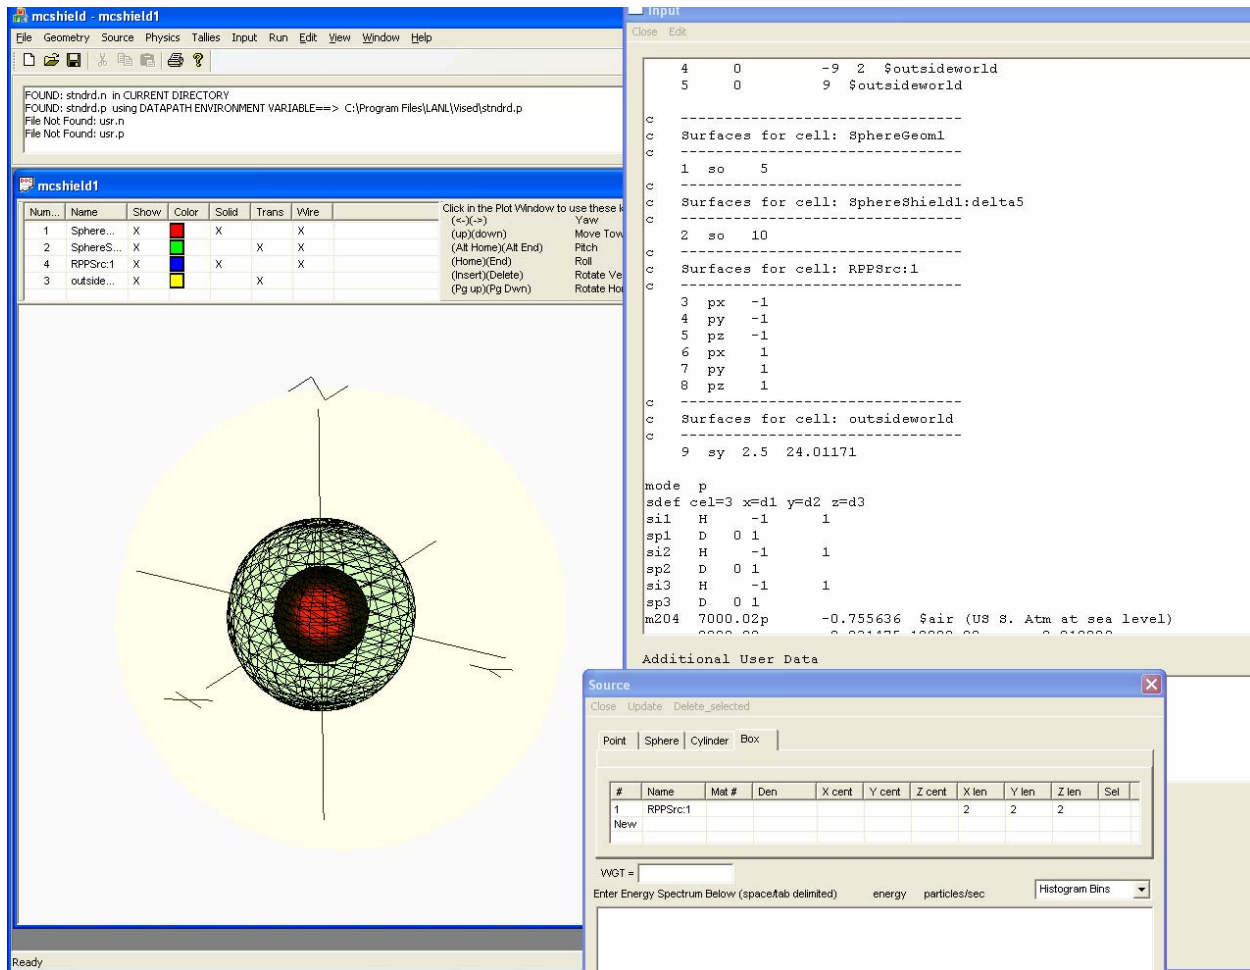 mcshield - mcshield1
File Geometry Source Physics Tallies Input Run Edit View Window Help
FOUND: stndrd.n in CURRENT DIRECTORY
FOUND: stndrd.p using DATAPATH ENVIRONMENT VARIABLE==> C:\Program Files\LANL\Vised\stndrd.p
File Not Found: usr.n
File Not Found: usr.p
mcshield1
Num... Name Show Color Solid Trans Wire
1 Sphere... X X X
2 SphereS... X X X
4 RPPSrc:1 X X X
3 outside... X X
Click in the Plot Window to use these k
(<-)(->) Yaw
(up)(down) Move Tow
(Alt Home)(Alt End) Pitch
(Home)(End) Roll
(Insert)(Delete) Rotate Ve
(Pg up)(Pg Dwn) Rotate Ho
Ready
Input
Close Edit
4 0 -9 2 $outsideworld
5 0 9 $outsideworld
c ---------------------------------
c Surfaces for cell: SphereGeom1
c ---------------------------------
1 so 5
c ---------------------------------
c Surfaces for cell: SphereShield1:delta5
c ---------------------------------
2 so 10
c ---------------------------------
c Surfaces for cell: RPPSrc:1
c ---------------------------------
3 px -1
4 py -1
5 pz -1
6 px 1
7 py 1
8 pz 1
c ---------------------------------
c Surfaces for cell: outsideworld
c ---------------------------------
9 sy 2.5 24.01171
mode p
sdef cel=3 x=d1 y=d2 z=d3
si1 H -1 1
sp1 D 0 1
si2 H -1 1
sp2 D 0 1
si3 H -1 1
sp3 D 0 1
m204 7000.02p -0.755636 $air (US S. Atm at sea level)
Additional User Data
Source
Close Update Delete_selected
Point Sphere Cylinder Box
# Name Mat # Den X cent Y cent Z cent X len Y len Z len Sel
1 RPPSrc:1 2 2 2
New
WGT =
Enter Energy Spectrum Below (space/tab delimited) energy particles/sec Histogram Bins